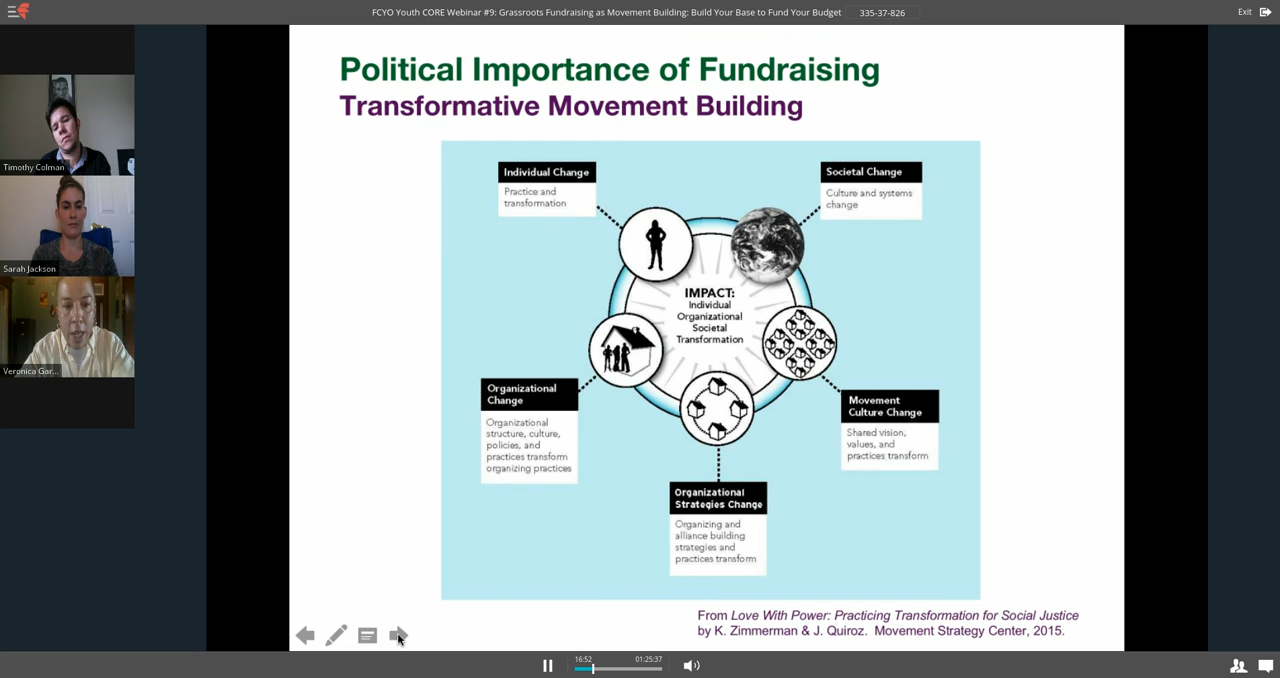 FCYO Youth CORE Webinar #9: Grassroots Fundraising as Movement Building: Build Your Base to Fund Your Budget
335-37-826
Exit
Timothy Colman
Sarah Jackson
Veronica Gar...
Political Importance of Fundraising
Transformative Movement Building
Individual Change
Practice and
transformation
Societal Change
Culture and systems
change
IMPACT:
Individual
Organizational
Societal
Transformation
Organizational
Change
Organizational
structure, culture,
policies, and
practices transform
organizing practices
Movement
Culture Change
Shared vision,
values, and
practices transform
Organizational
Strategies Change
Organizing and
alliance building
strategies and
practices transform
From Love With Power: Practicing Transformation for Social Justice
by K. Zimmerman & J. Quiroz. Movement Strategy Center, 2015.
16:52
01:25:37